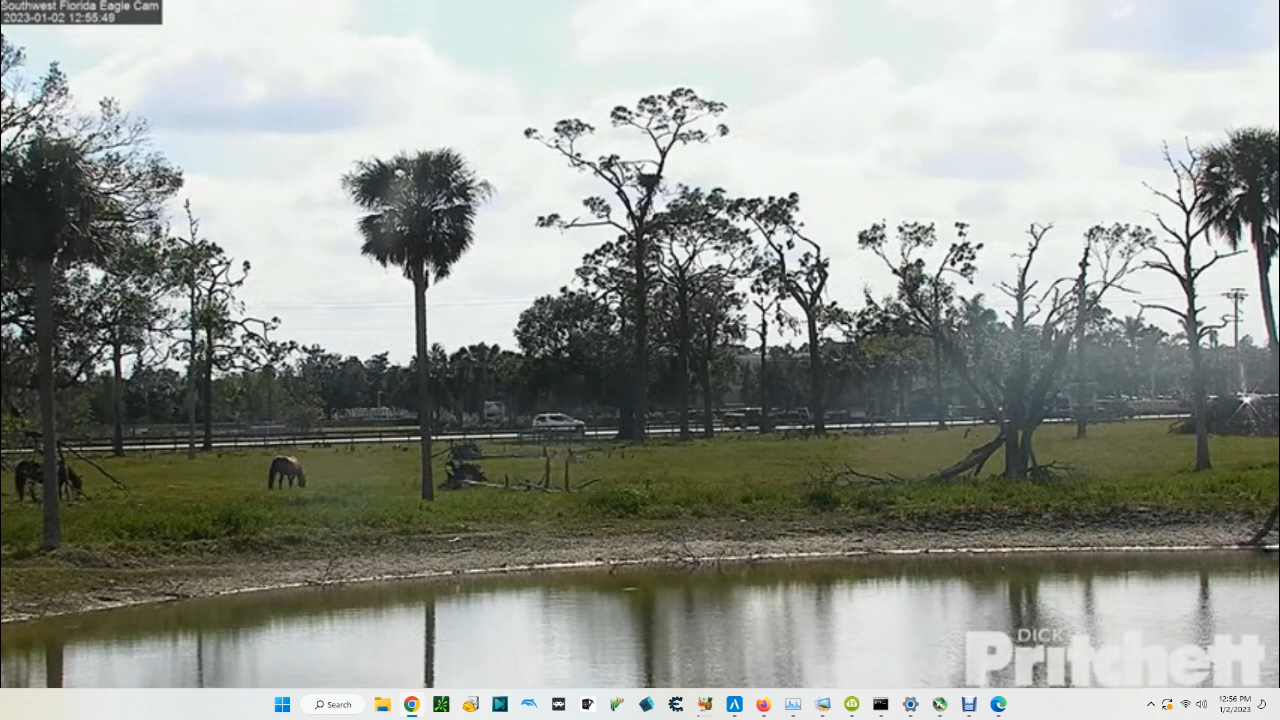 Southwest Florida Eagle Cam
2023-01-02 12:55:49
DICK
Pritchett
Search
12:56 PM
1/2/2023